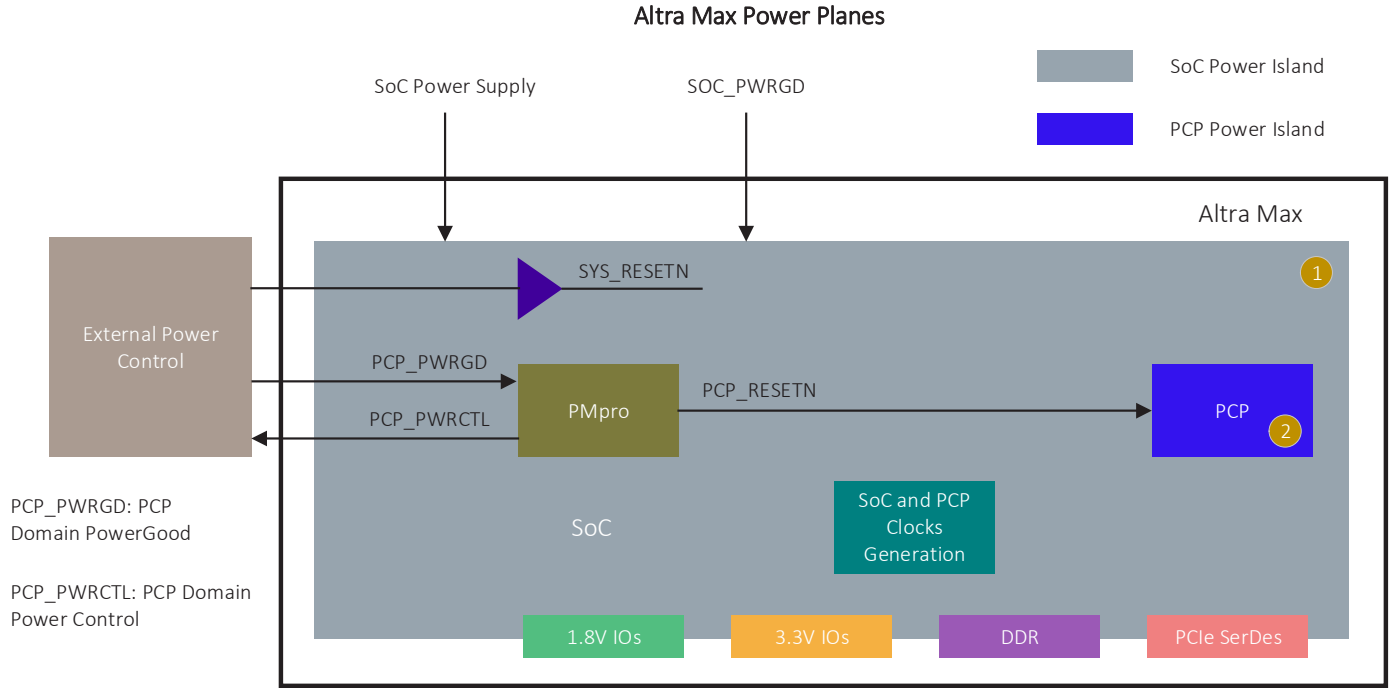 Altra Max Power Planes
SoC Power Supply
SOC_PWRGD
SoC Power Island
PCP Power Island
Altra Max
1
SYS_RESETN
External Power
Control
PCP_PWRGD
PCP_PWRCTL
PMpro
PCP_RESETN
PCP
2
PCP_PWRGD: PCP
Domain PowerGood
PCP_PWRCTL: PCP Domain
Power Control
SoC
SoC and PCP
Clocks
Generation
1.8V IOs
3.3V IOs
DDR
PCIe SerDes